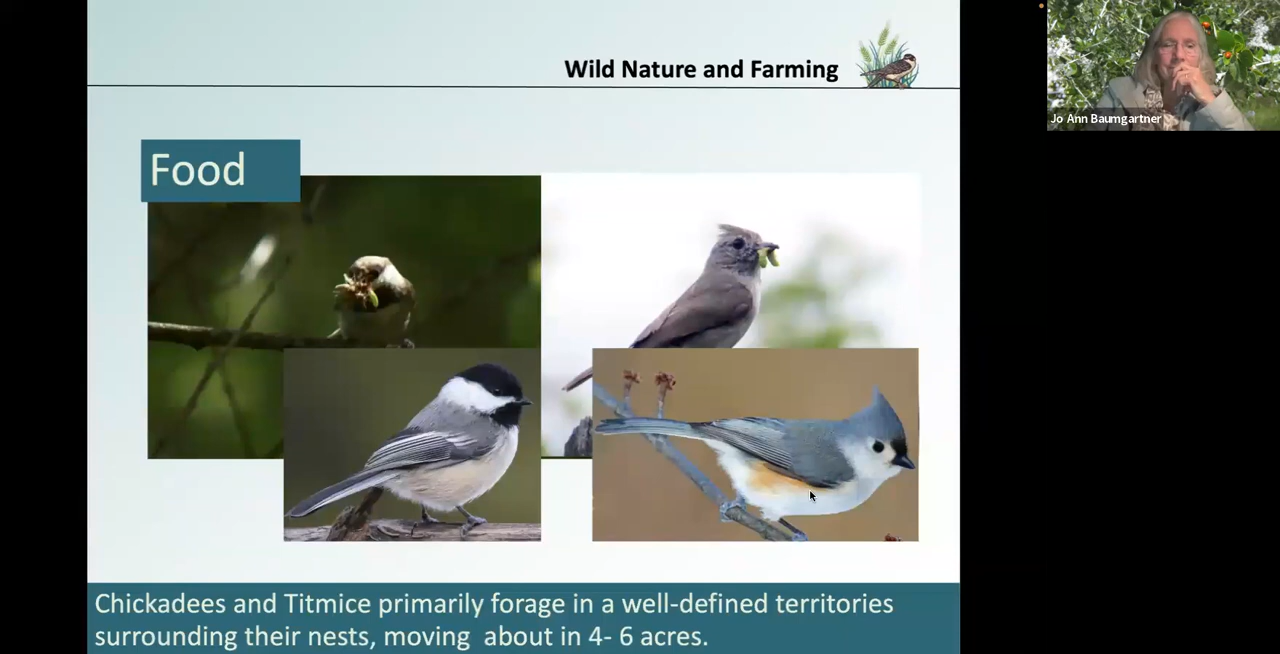 Wild Nature and Farming
Jo Ann Baumgartner
Food
Chickadees and Titmice primarily forage in a well-defined territories
surrounding their nests, moving about in 4- 6 acres.